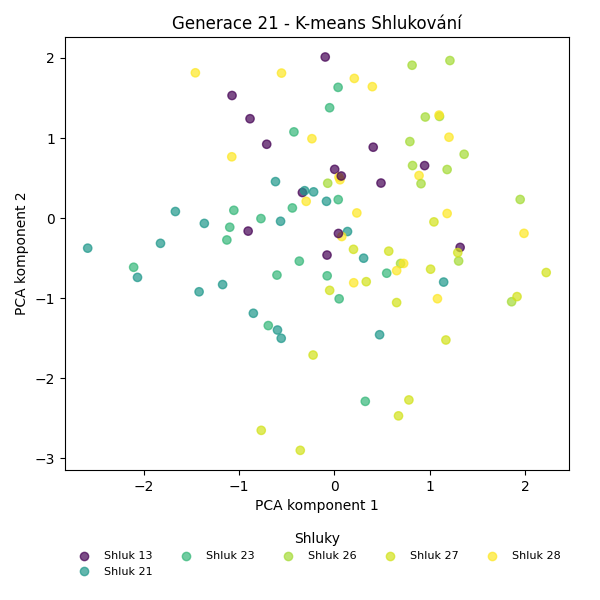 Generace 21 - K-means Shlukování
2
1
0
−1
−2
−3
PCA komponent 2
−2
−1
0
1
2
PCA komponent 1
Shluky
Shluk 13
Shluk 23
Shluk 26
Shluk 27
Shluk 28
Shluk 21